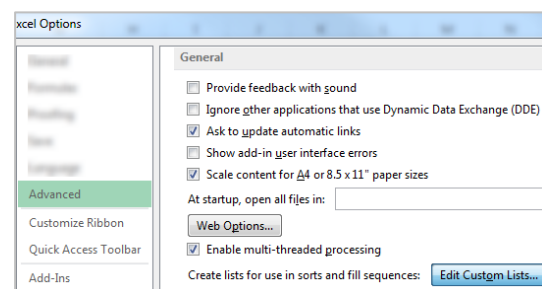 xcel Options
General
Provide feedback with sound
Ignore other applications that use Dynamic Data Exchange (DDE)
Ask to update automatic links
Show add-in user interface errors
Scale content for A4 or 8.5 x 11" paper sizes
Advanced
At startup, open all files in:
Customize Ribbon
Web Options...
Quick Access Toolbar
Enable multi-threaded processing
Add-Ins
Create lists for use in sorts and fill sequences:
Edit Custom Lists...